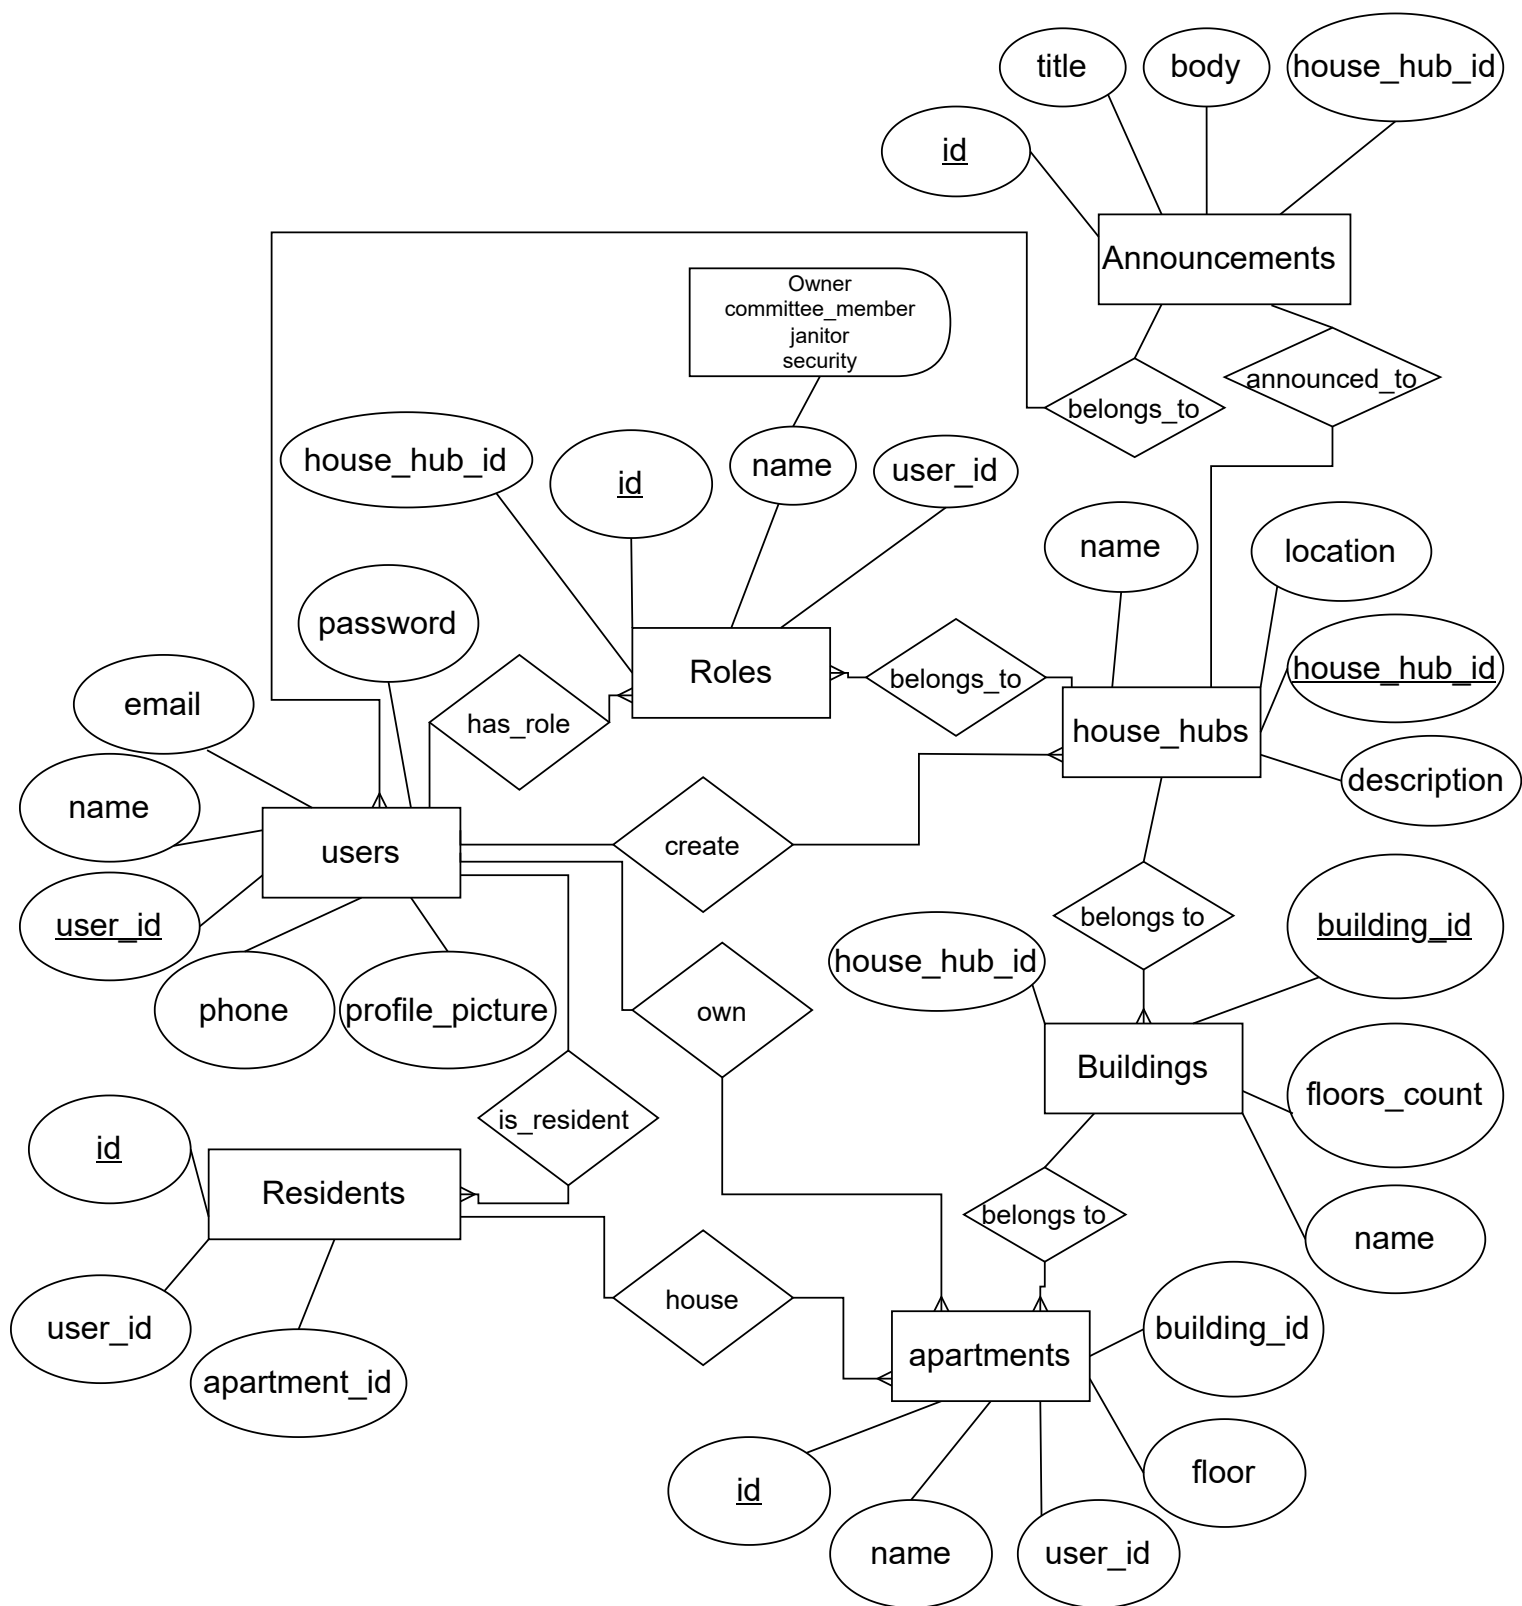 title
body
house_hub_id
id
Announcements
Owner
committee_member
janitor
security
announced_to
belongs_to
house_hub_id
id
name
user_id
name
location
password
Roles
belongs_to
house_hub_id
email
has_role
house_hubs
description
name
users
create
user_id
belongs to
building_id
house_hub_id
phone
profile_picture
own
Buildings
floors_count
id
is_resident
Residents
belongs to
name
house
user_id
apartment_id
building_id
apartments
id
floor
name
user_id